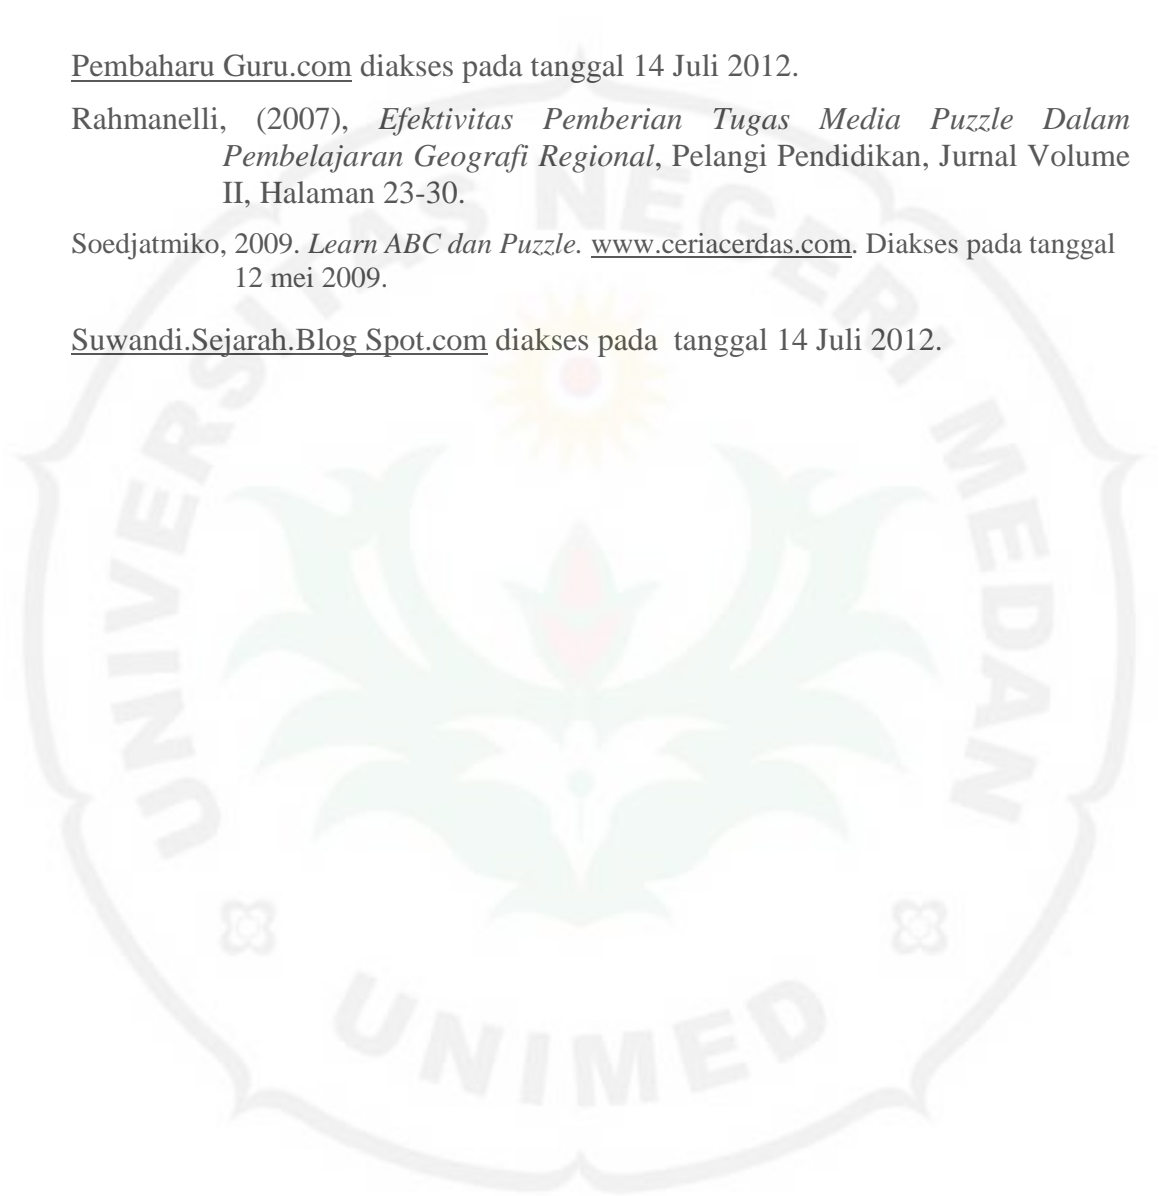 Pembaharu Guru.com diakses pada tanggal 14 Juli 2012.
Rahmanelli, (2007), Efektivitas Pemberian Tugas Media Puzzle Dalam
Pembelajaran Geografi Regional, Pelangi Pendidikan, Jurnal Volume
II, Halaman 23-30.
Soedjatmiko, 2009. Learn ABC dan Puzzle. www.ceriacerdas.com. Diakses pada tanggal
12 mei 2009.
Suwandi.Sejarah.Blog Spot.com diakses pada  tanggal 14 Juli 2012.
UNIVERSITAS NEGERI MEDAN
UNIMED